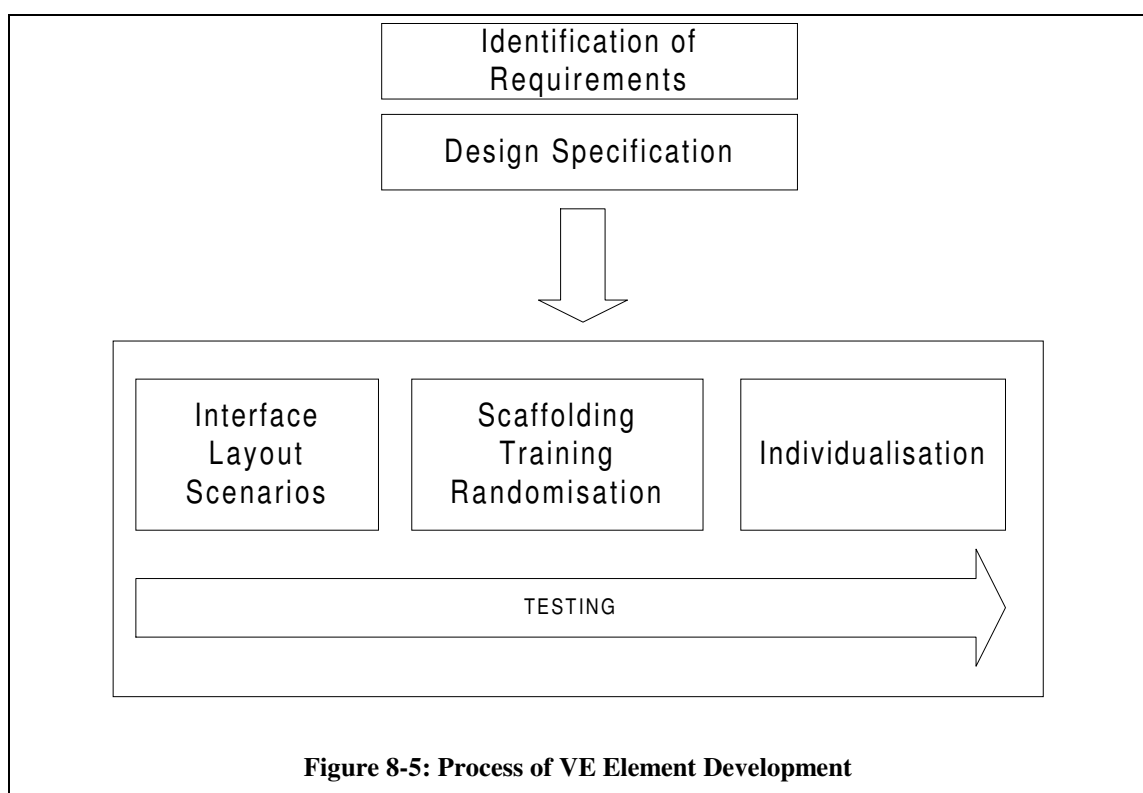 Identification of
Requirements
Design Specification
Interface
Layout
Scenarios
Scaffolding
Training
Randomisation
Individualisation
TESTING
Figure 8-5: Process of VE Element Development